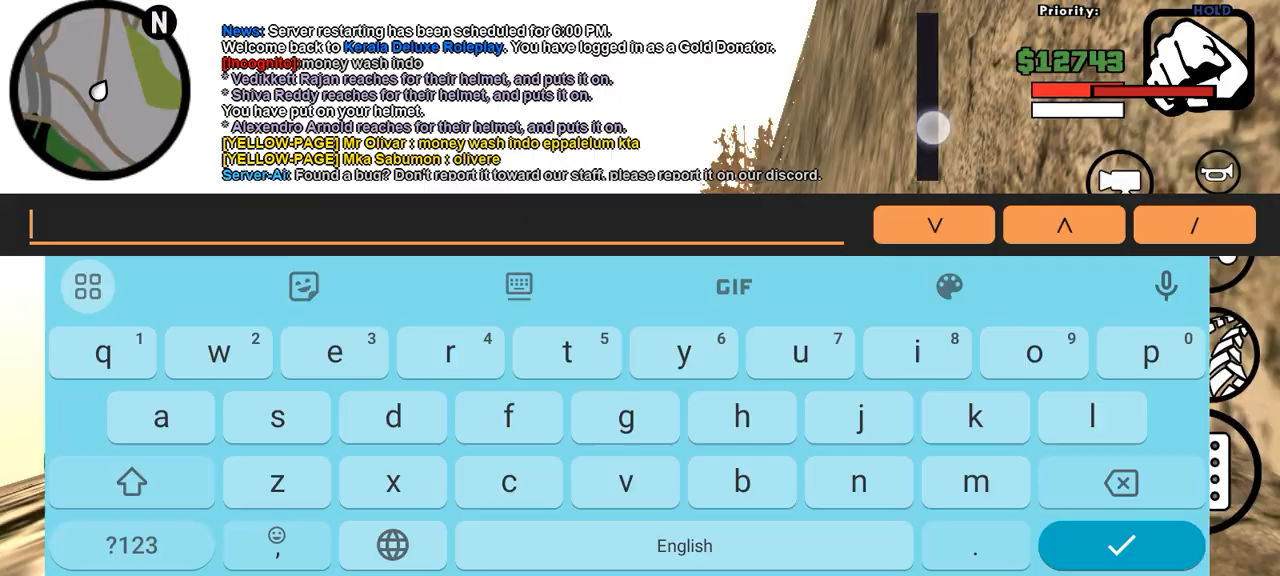 N
Priority:
HOLD
$12743
News: Server restarting has been scheduled for 6:00 PM.
Welcome back to Kerala Deluxe Roleplay. You have logged in as a Gold Donator.
[Incognito]:money wash indo
* Vedikkett Rajan reaches for their helmet, and puts it on.
* Shiva Reddy reaches for their helmet, and puts it on.
You have put on your helmet.
* Alexendro Arnold reaches for their helmet, and puts it on.
[YELLOW-PAGE] Mr Olivar : money wash indo eppalelum kta
[YELLOW-PAGE] Mka Sabumon : olivere
Server-Ai: Found a bug? Don't report it toward our staff. please report it on our discord.
V ^ /
GIF
q 1 w 2 e 3 r 4 t 5 y 6 u 7 i 8 o 9 p 0
a s d f g h j k l
z x c v b n m
?123 , English .